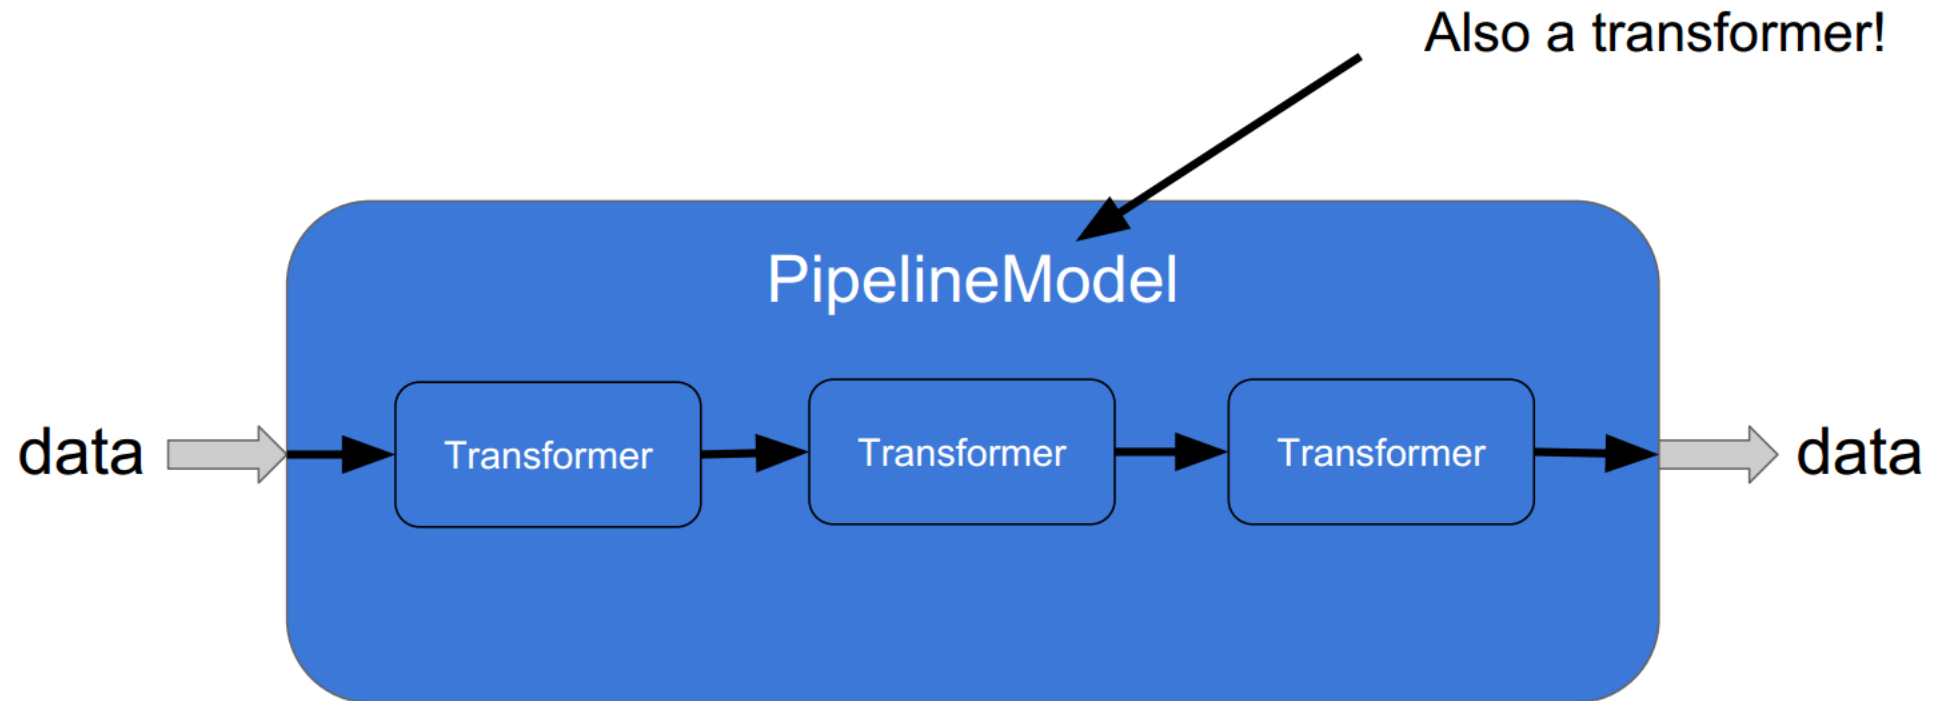 Also a transformer!
PipelineModel
data
Transformer
Transformer
Transformer
data